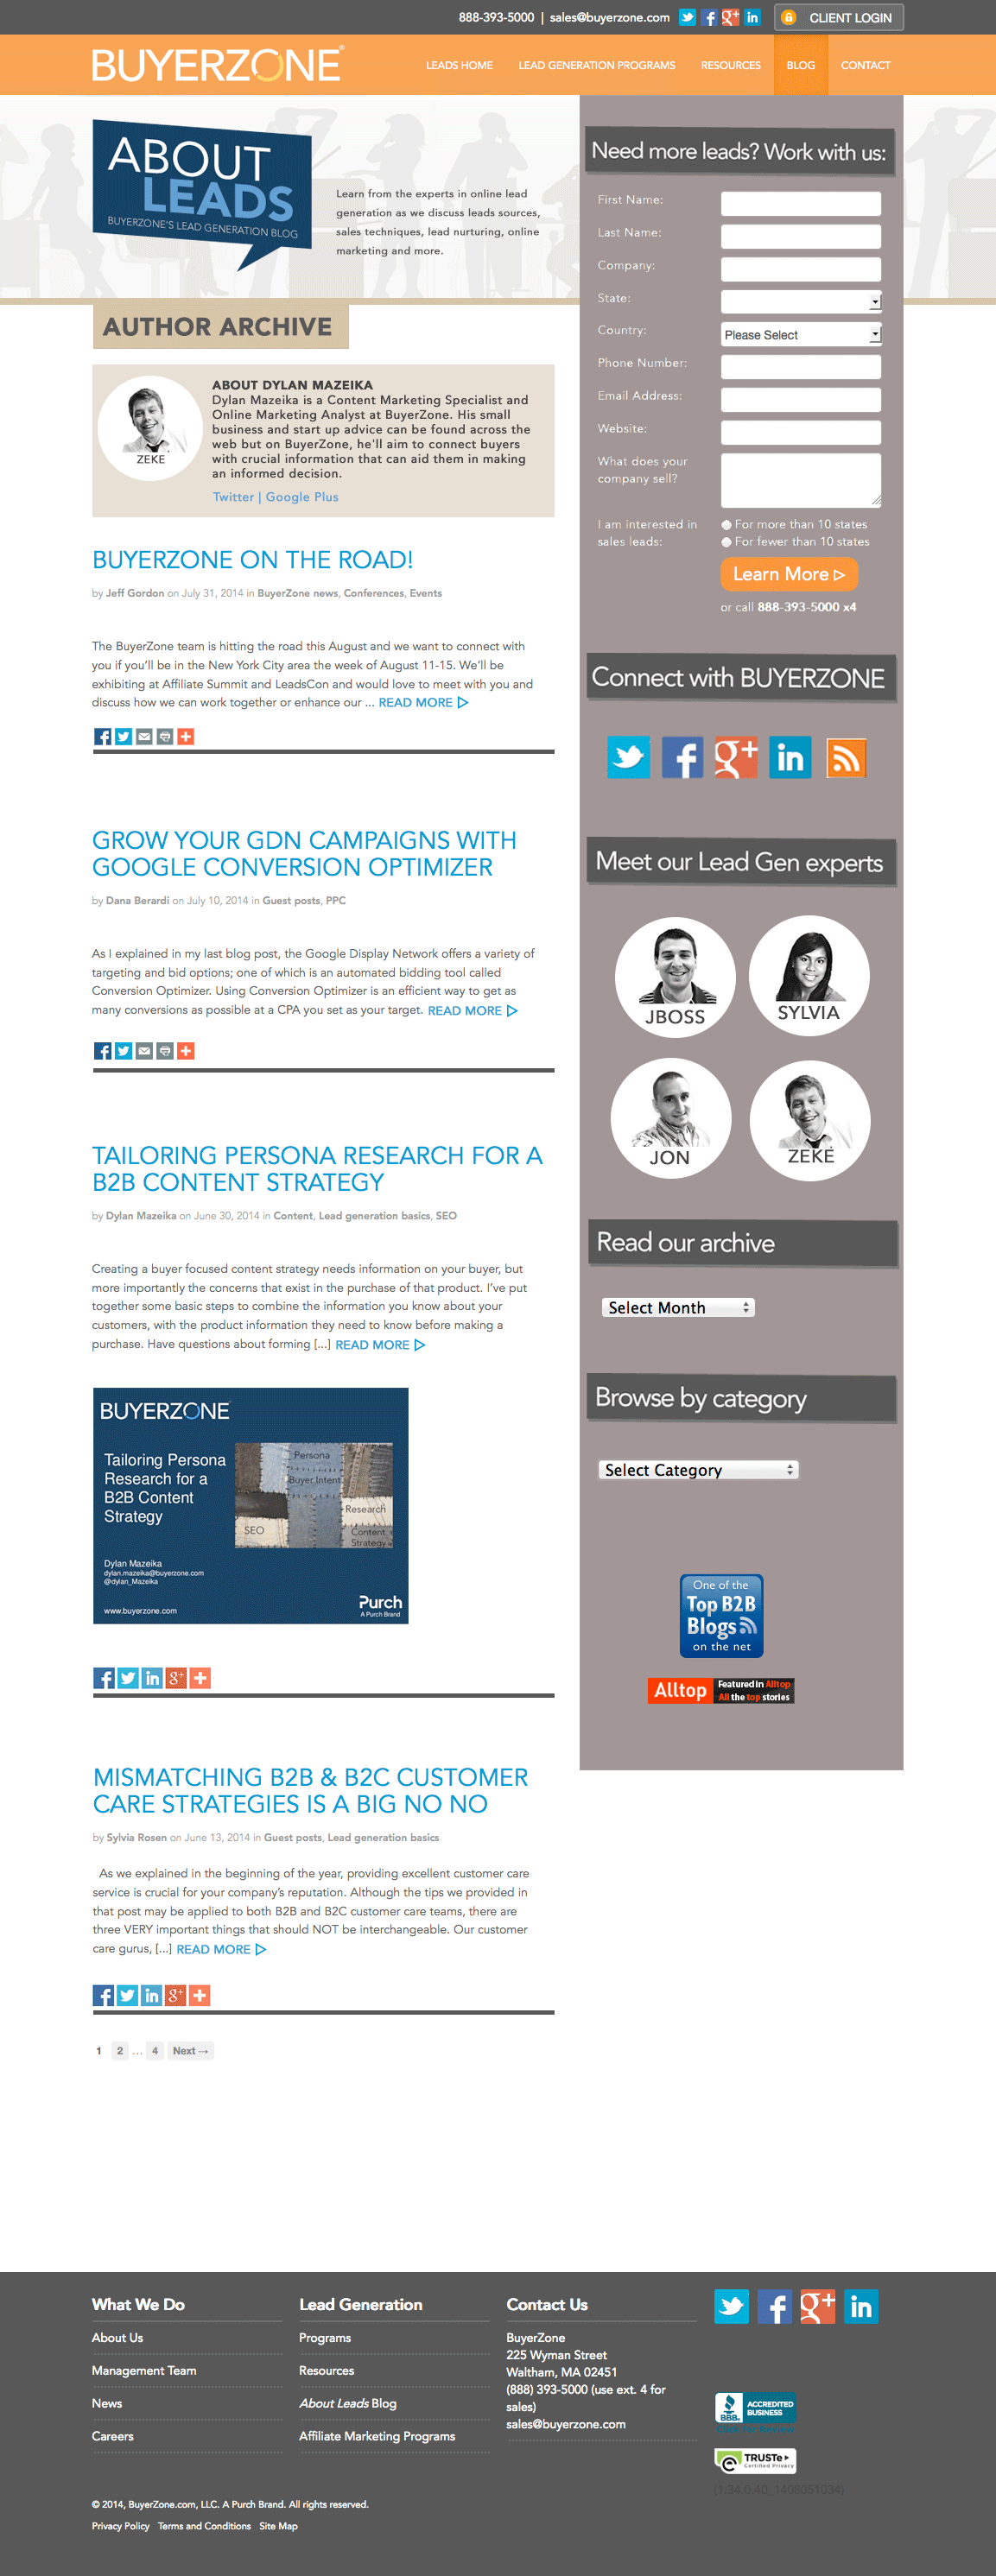 888-393-5000 | sales@buyerzone.com
CLIENT LOGIN
BUYERZONE®
LEADS HOME
LEAD GENERATION PROGRAMS
RESOURCES
BLOG
CONTACT
ABOUT
LEADS
BUYERZONE'S LEAD GENERATION BLOG
Learn from the experts in online lead
generation as we discuss leads sources,
sales techniques, lead nurturing, online
marketing and more.
AUTHOR ARCHIVE
ZEKE
ABOUT DYLAN MAZEIKA
Dylan Mazeika is a Content Marketing Specialist and
Online Marketing Analyst at BuyerZone. His small
business and start up advice can be found across the
web but on BuyerZone, he'll aim to connect buyers
with crucial information that can aid them in making
an informed decision.
Twitter | Google Plus
BUYERZONE ON THE ROAD!
by Jeff Gordon on July 31, 2014 in BuyerZone news, Conferences, Events
The BuyerZone team is hitting the road this August and we want to connect with
you if you'll be in the New York City area the week of August 11-15. We'll be
exhibiting at Affiliate Summit and LeadsCon and would love to meet with you and
discuss how we can work together or enhance our ... READ MORE
GROW YOUR GDN CAMPAIGNS WITH
GOOGLE CONVERSION OPTIMIZER
by Dana Berardi on July 10, 2014 in Guest posts, PPC
As I explained in my last blog post, the Google Display Network offers a variety of
targeting and bid options; one of which is an automated bidding tool called
Conversion Optimizer. Using Conversion Optimizer is an efficient way to get as
many conversions as possible at a CPA you set as your target. READ MORE
TAILORING PERSONA RESEARCH FOR A
B2B CONTENT STRATEGY
by Dylan Mazeika on June 30, 2014 in Content, Lead generation basics, SEO
Creating a buyer focused content strategy needs information on your buyer, but
more importantly the concerns that exist in the purchase of that product. I've put
together some basic steps to combine the information you know about your
customers, with the product information they need to know before making a
purchase. Have questions about forming [...] READ MORE
BUYERZONE
Tailoring Persona
Research for a
B2B Content
Strategy
Persona
Buyer Intent
Research
SEO
Content
Strategy
Dylan Mazeika
dylan.mazeika@buyerzone.com
@dylan_Mazeika
www.buyerzone.com
Purch
A Purch Brand
MISMATCHING B2B & B2C CUSTOMER
CARE STRATEGIES IS A BIG NO NO
by Sylvia Rosen on June 13, 2014 in Guest posts, Lead generation basics
As we explained in the beginning of the year, providing excellent customer care
service is crucial for your company's reputation. Although the tips we provided in
that post may be applied to both B2B and B2C customer care teams, there are
three VERY important things that should NOT be interchangeable. Our customer
care gurus, [...] READ MORE
1 2 ... 4 Next →
Need more leads? Work with us:
First Name:
Last Name:
Company:
State:
Country:
Please Select
Phone Number:
Email Address:
Website:
What does your
company sell?
I am interested in
sales leads:
For more than 10 states
For fewer than 10 states
Learn More
or call 888-393-5000 x4
Connect with BUYERZONE
Meet our Lead Gen experts
JBOSS
SYLVIA
JON
ZEKE
Read our archive
Select Month
Browse by category
Select Category
One of the
Top B2B
Blogs
on the net
Alltop
Featured in Alltop
All the top stories
What We Do
About Us
Management Team
News
Careers
Lead Generation
Programs
Resources
About Leads Blog
Affiliate Marketing Programs
Contact Us
BuyerZone
225 Wyman Street
Waltham, MA 02451
(888) 393-5000 (use ext. 4 for
sales)
sales@buyerzone.com
BBB.
ACCREDITED
BUSINESS
Click for Review
TRUSTe
Certified Privacy
(1.34.0.40_1408051034)
© 2014, BuyerZone.com, LLC. A Purch Brand. All rights reserved.
Privacy Policy Terms and Conditions Site Map